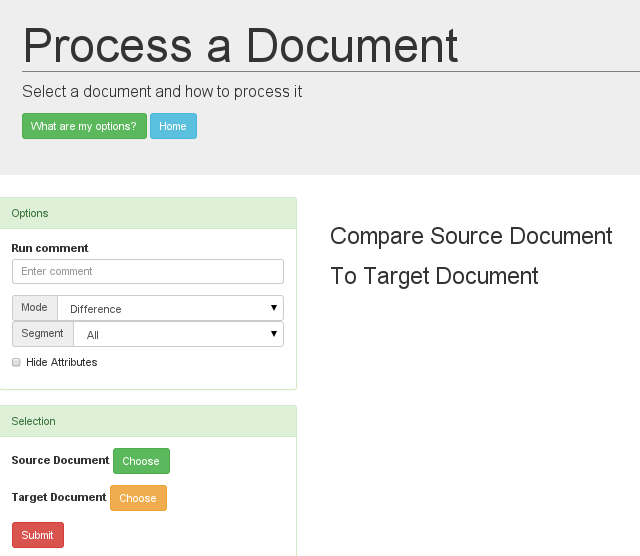 Process a Document
Select a document and how to process it
What are my options? Home
Options
Run comment
Enter comment
Mode Difference
Segment All
Hide Attributes
Compare Source Document
To Target Document
Selection
Source Document Choose
Target Document Choose
Submit